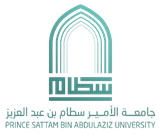 سطام
جامعة الأمير سطام بن عبد العزيز
PRINCE SATTAM BIN ABDULAZIZ UNIVERSITY